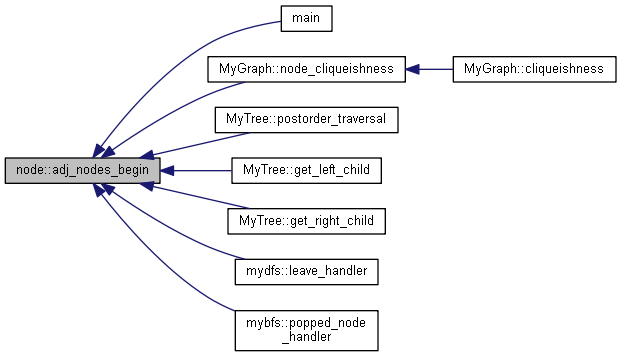 main
MyGraph::node_cliqueishness
MyGraph::cliqueishness
MyTree::postorder_traversal
node::adj_nodes_begin
MyTree::get_left_child
MyTree::get_right_child
mydfs::leave_handler
mybfs::popped_node
_handler